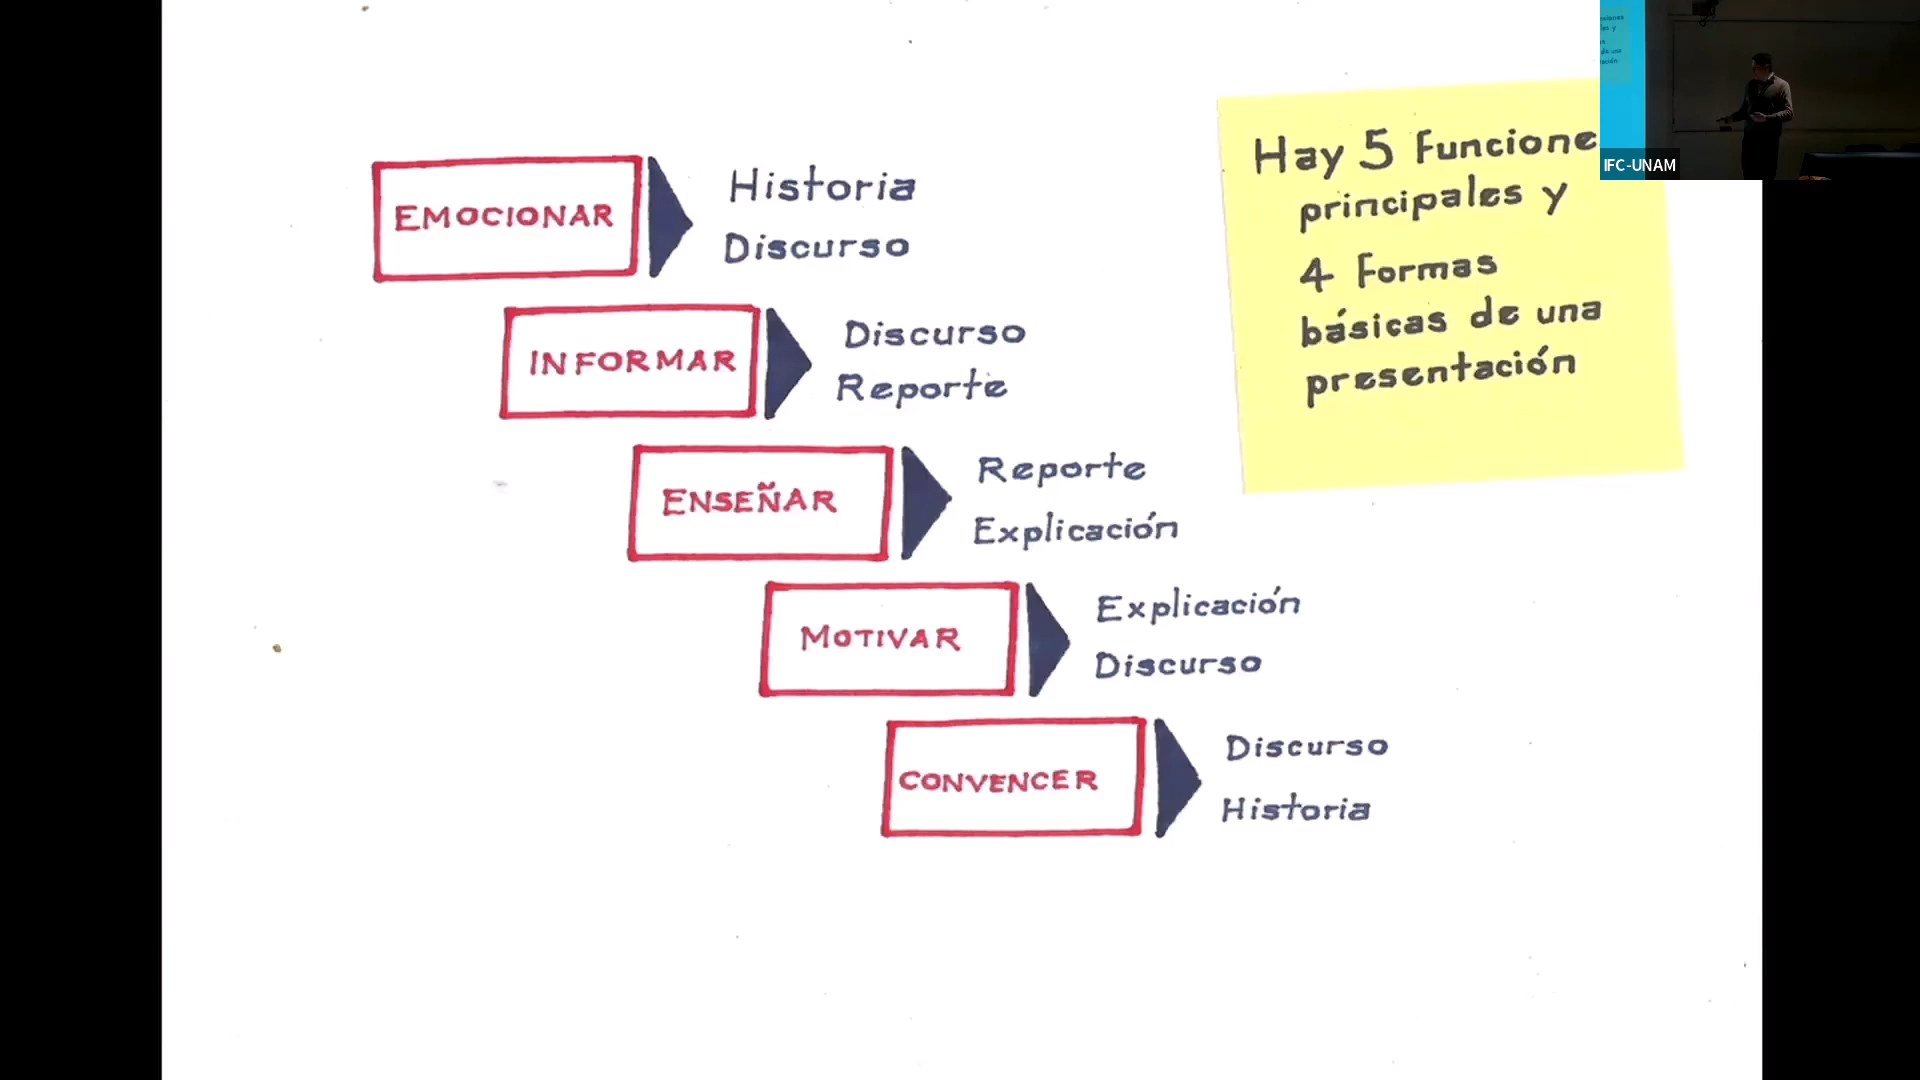 EMOCIONAR
Historia
Discurso
INFORMAR
Discurso
Reporte
ENSEÑAR
Reporte
Explicación
MOTIVAR
Explicación
Discurso
CONVENCER
Discurso
Historia
Hay 5 Funcione
principales y
4 Formas
básicas de una
presentación
IFC-UNAM